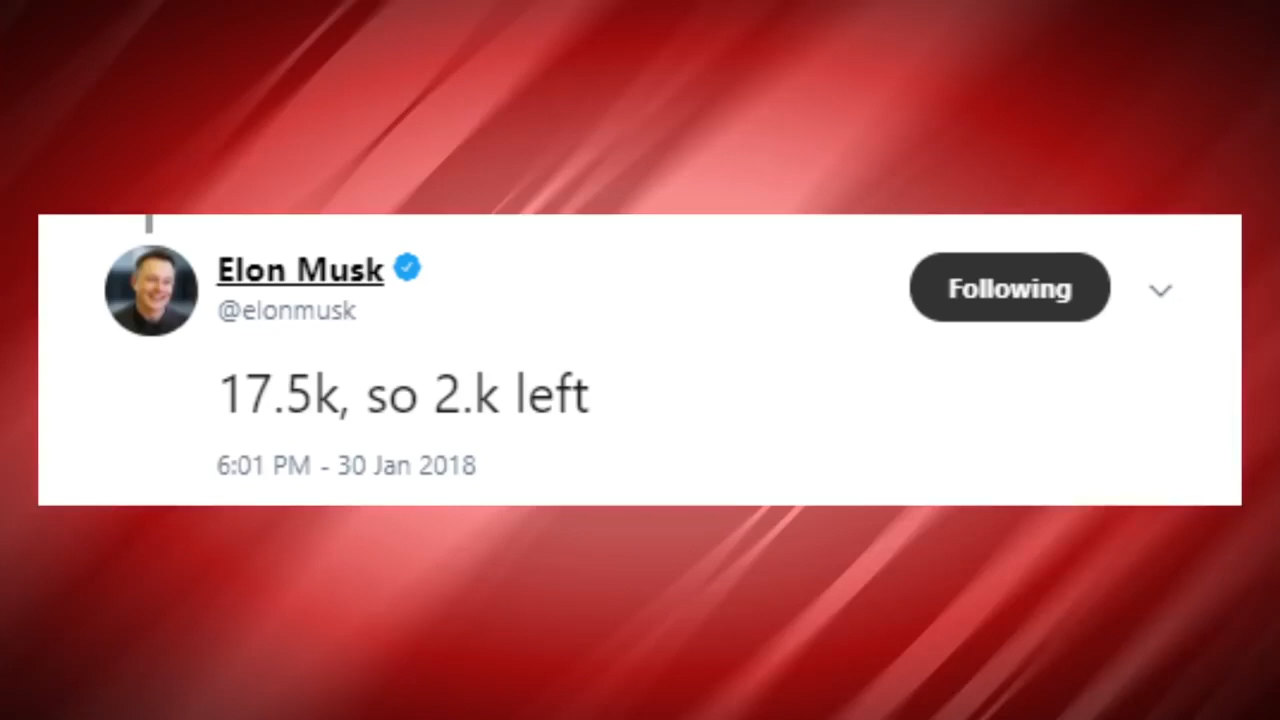 Elon Musk
@elonmusk
Following
17.5k, so 2.k left
6:01 PM - 30 Jan 2018